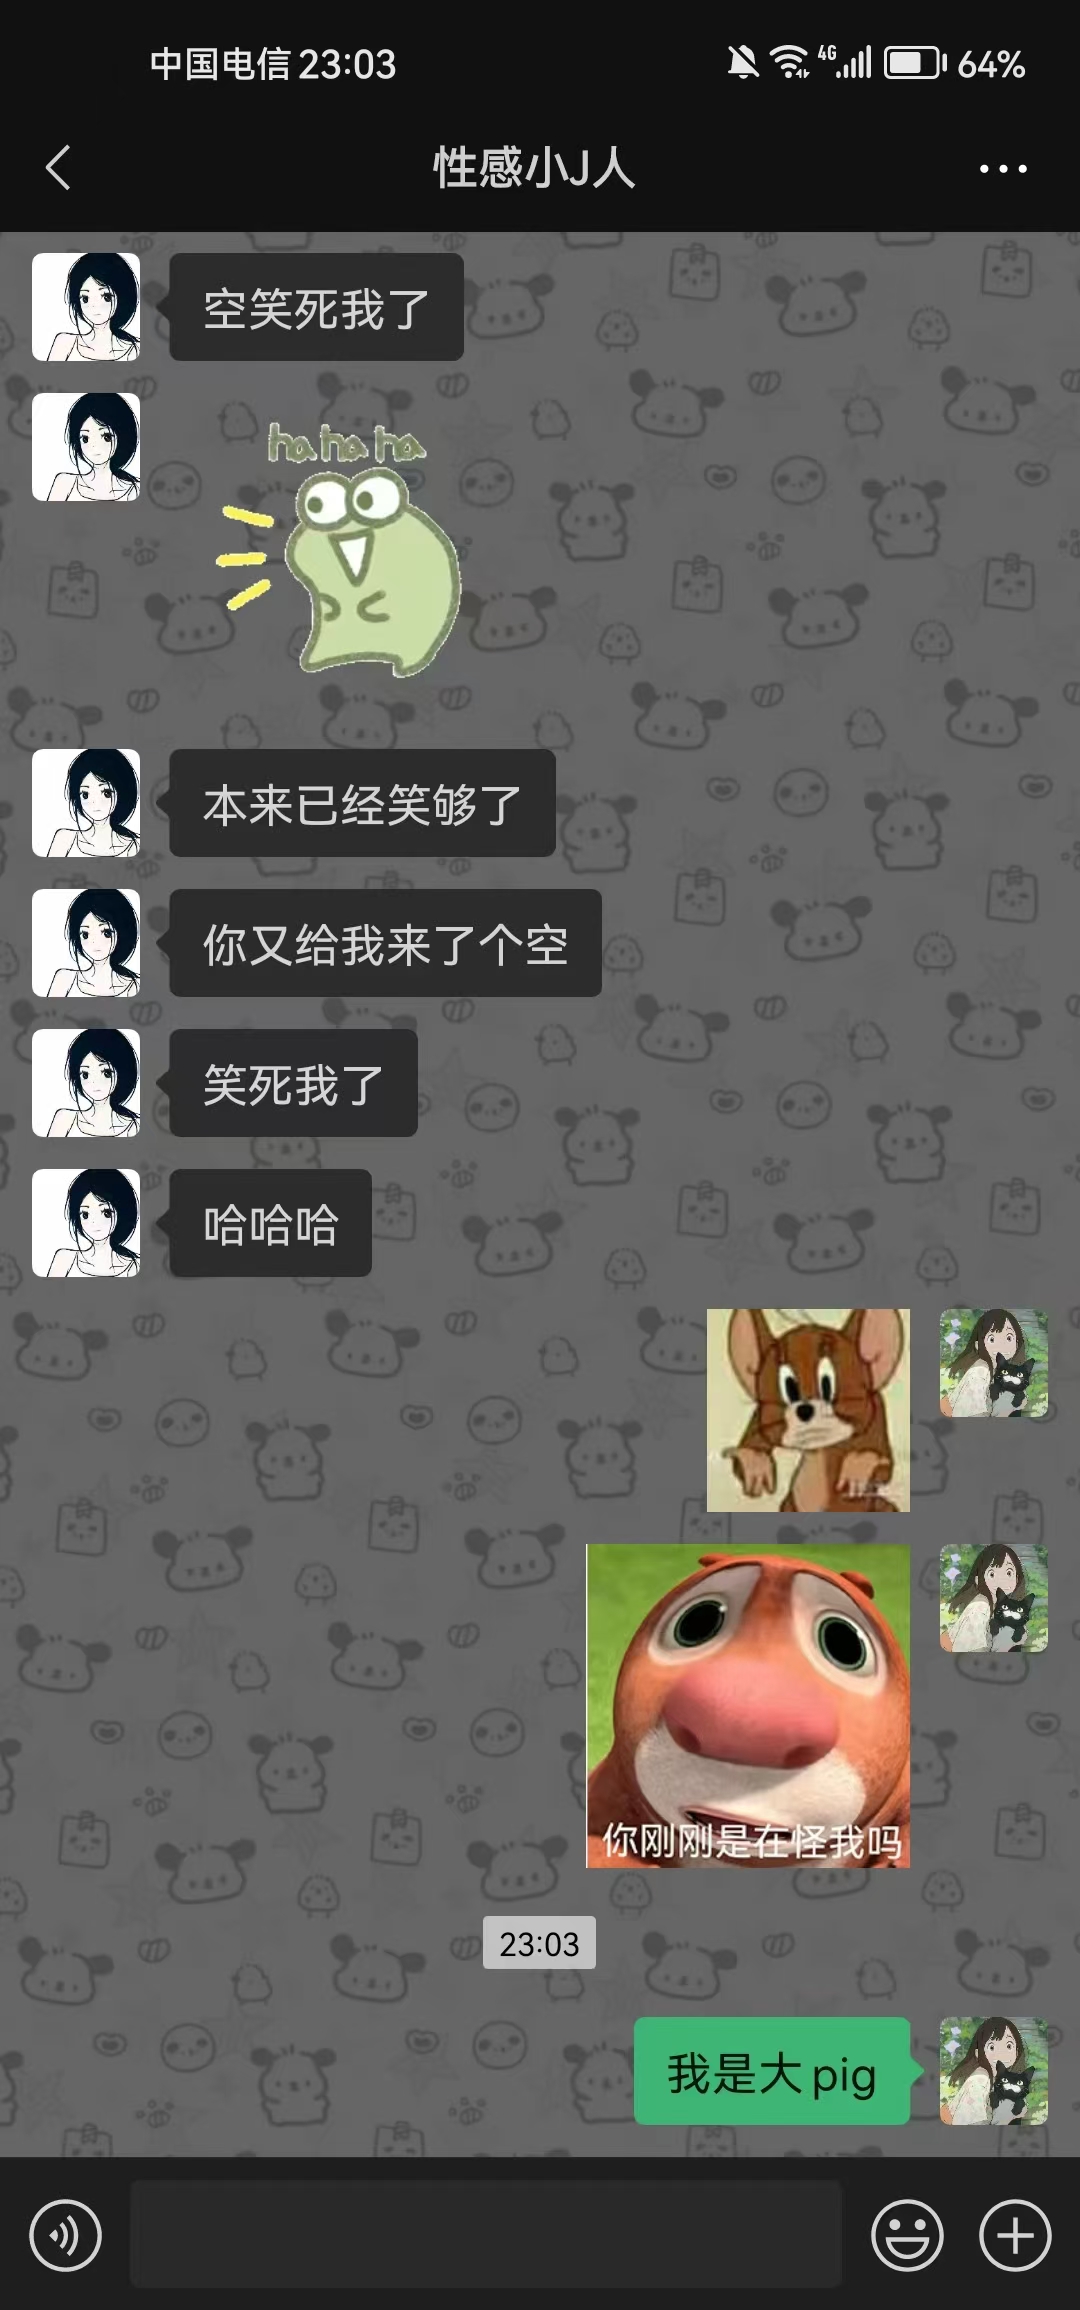 中国电信 23:03
4G
64%
性感小J人
空笑死我了
ha ha ha
本来已经笑够了
你又给我来了个空
笑死我了
哈哈哈
你刚刚是在怪我吗
23:03
我是大pig